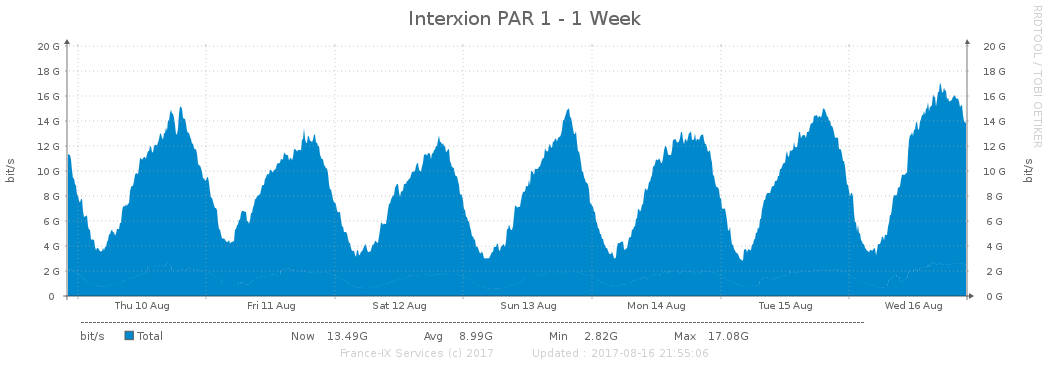 Interxion PAR 1 - 1 Week
RRDTOOL / TOBI OETIKER
bit/s
20 G 20 G
18 G 18 G
16 G 16 G
14 G 14 G
12 G 12 G
10 G 10 G
8 G 8 G
6 G 6 G
4 G 4 G
2 G 2 G
0 0 G
bit/s
Thu 10 Aug Fri 11 Aug Sat 12 Aug Sun 13 Aug Mon 14 Aug Tue 15 Aug Wed 16 Aug
bit/s Total Now 13.49G Avg 8.99G Min 2.82G Max 17.08G
France-IX Services (c) 2017 Updated : 2017-08-16 21:55:06